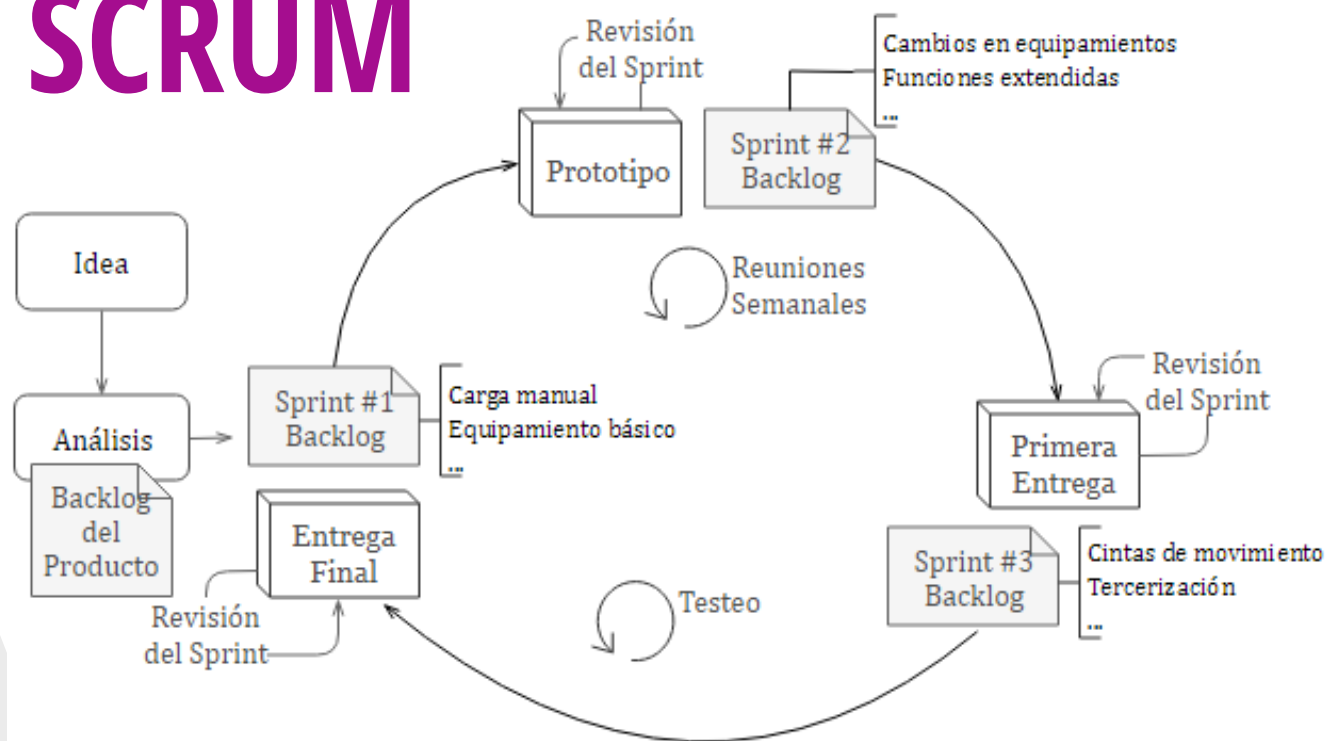 SCRUM
Revisión
del Sprint
Cambios en equipamientos
Funciones extendidas
...
Prototipo
Sprint #2
Backlog
Idea
Reuniones
Semanales
Análisis
Backlog
del
Producto
Sprint #1
Backlog
Carga manual
Equipamiento básico
...
Revisión
del Sprint
Primera
Entrega
Entrega
Final
Revisión
del Sprint
Testeo
Sprint #3
Backlog
Cintas de movimiento
Tercerización
...